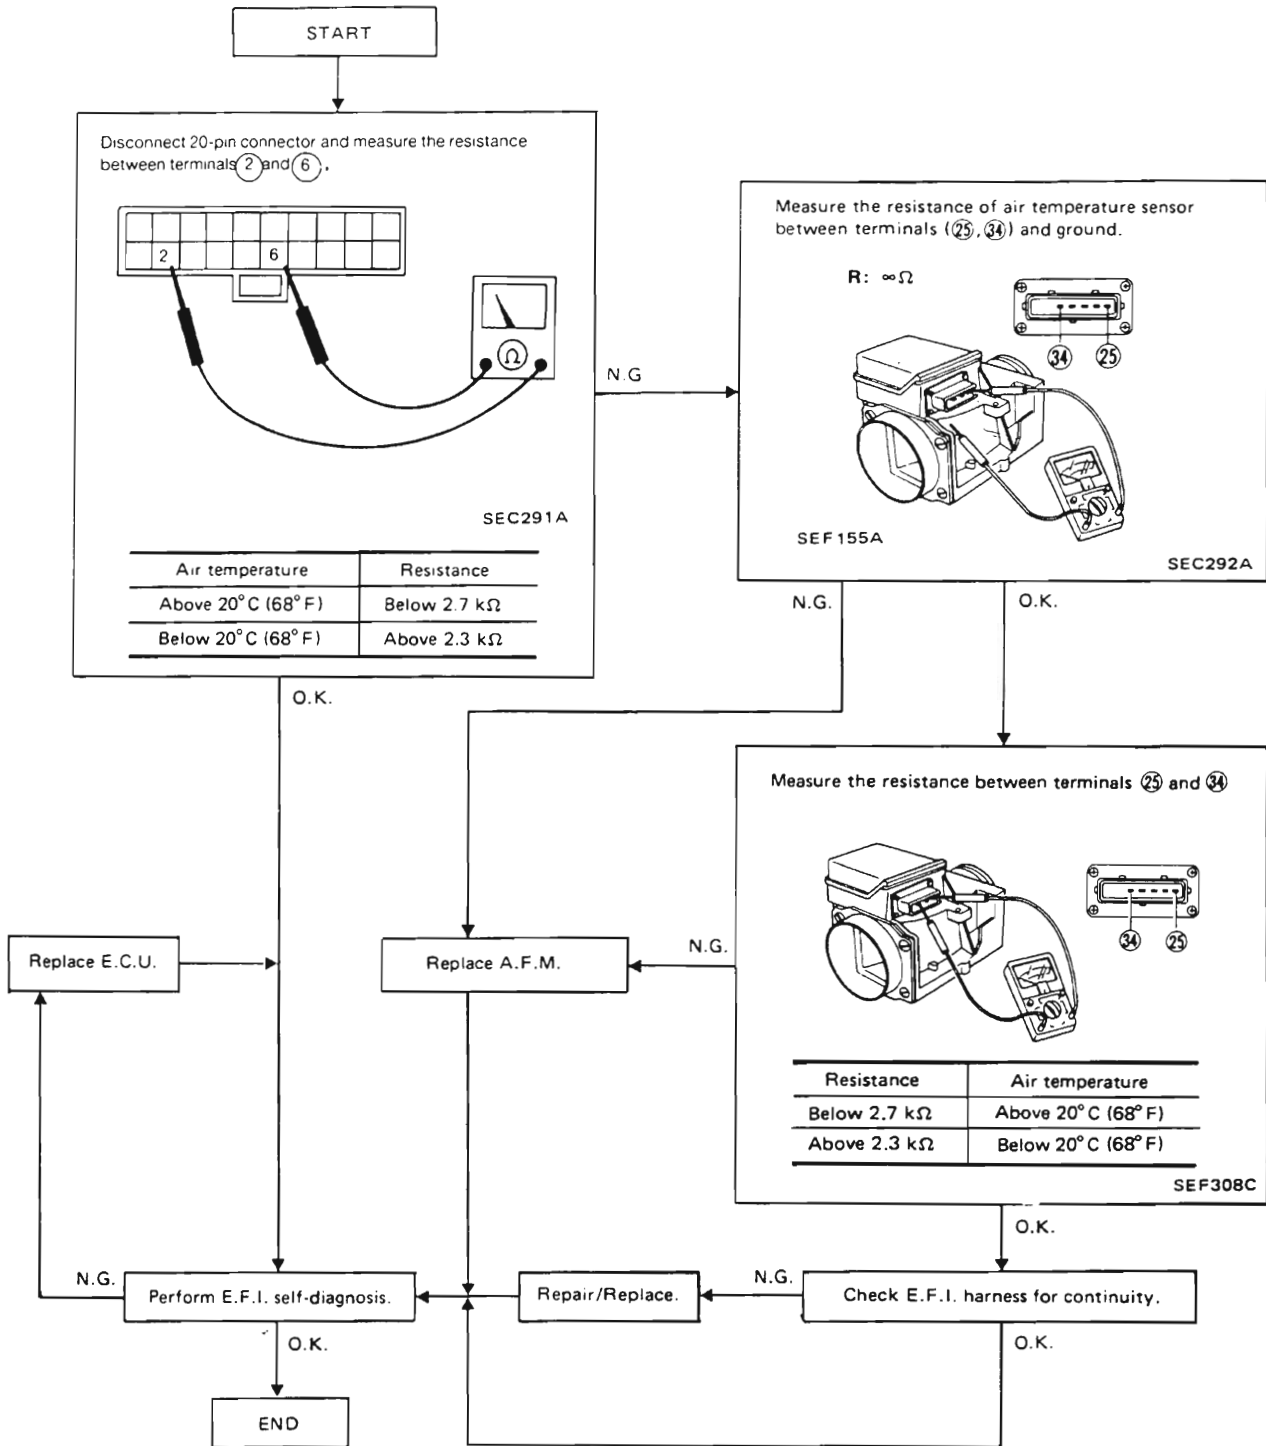 START
Disconnect 20-pin connector and measure the resistance
between terminals 2 and 6.
2
6
Ω
SEC291A
Air temperature Resistance
Above 20°C (68°F) Below 2.7 kΩ
Below 20°C (68°F) Above 2.3 kΩ
N.G
O.K.
Measure the resistance of air temperature sensor
between terminals (25, 34) and ground.
R: ∞Ω
34
25
SEF155A
SEC292A
N.G.
O.K.
Measure the resistance between terminals 25 and 34
34
25
Resistance Air temperature
Below 2.7 kΩ Above 20°C (68°F)
Above 2.3 kΩ Below 20°C (68°F)
SEF308C
N.G.
Replace E.C.U.
Replace A.F.M.
O.K.
N.G.
Perform E.F.I. self-diagnosis.
Repair/Replace.
N.G.
Check E.F.I. harness for continuity.
O.K.
O.K.
END